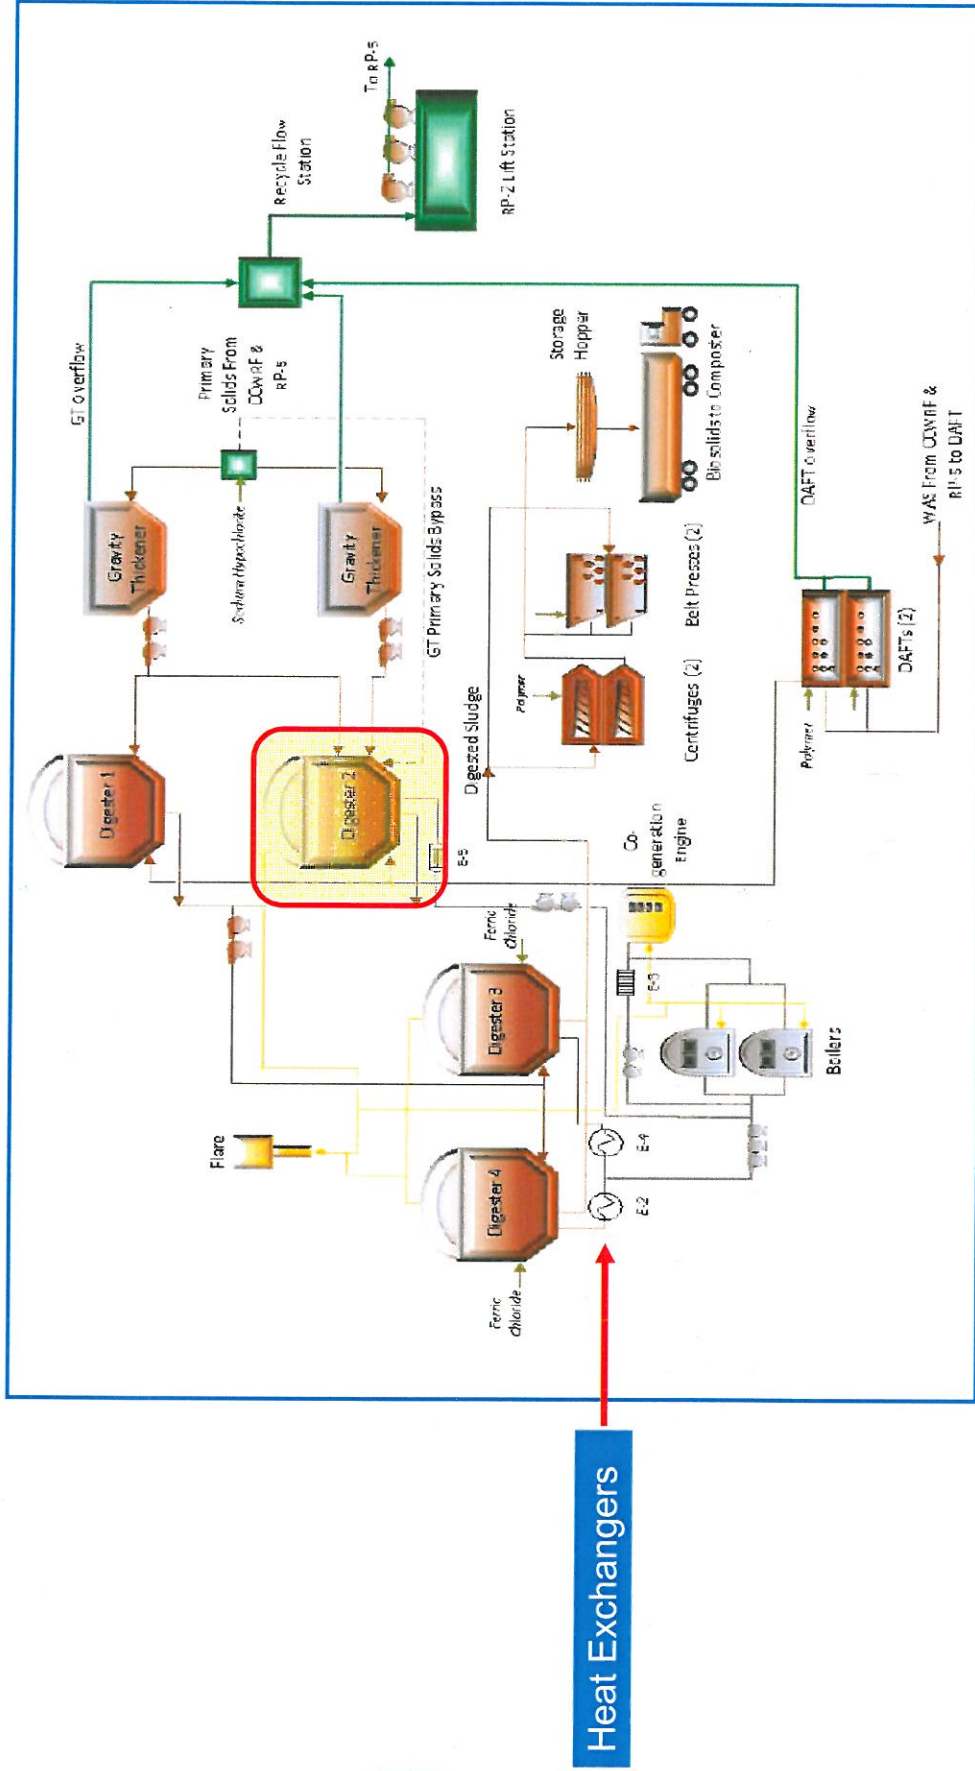 Heat Exchangers
Flare
Digester 1
Digester 2
Digester 3
Digester 4
Ferric
Chloride
Ferric
Chloride
GT Overflow
Gravity
Thickener
Gravity
Thickener
Sodium Hypochlorite
Primary
Solids From
CCWRF &
RP-5
GT Primary Solids Bypass
Recycle Flow
Station
To RP-5
RP-2 Lift Station
Digested Sludge
Polymer
Centrifuges (2)
Belt Presses (2)
Storage
Hopper
Biosolids to Composter
E-5
Co-
generation
Engine
E-3
E-4
E-2
Boilers
Polymer
DAFTs (2)
DAFT overflow
WAS From CCWRF &
RP-5 to DAFT